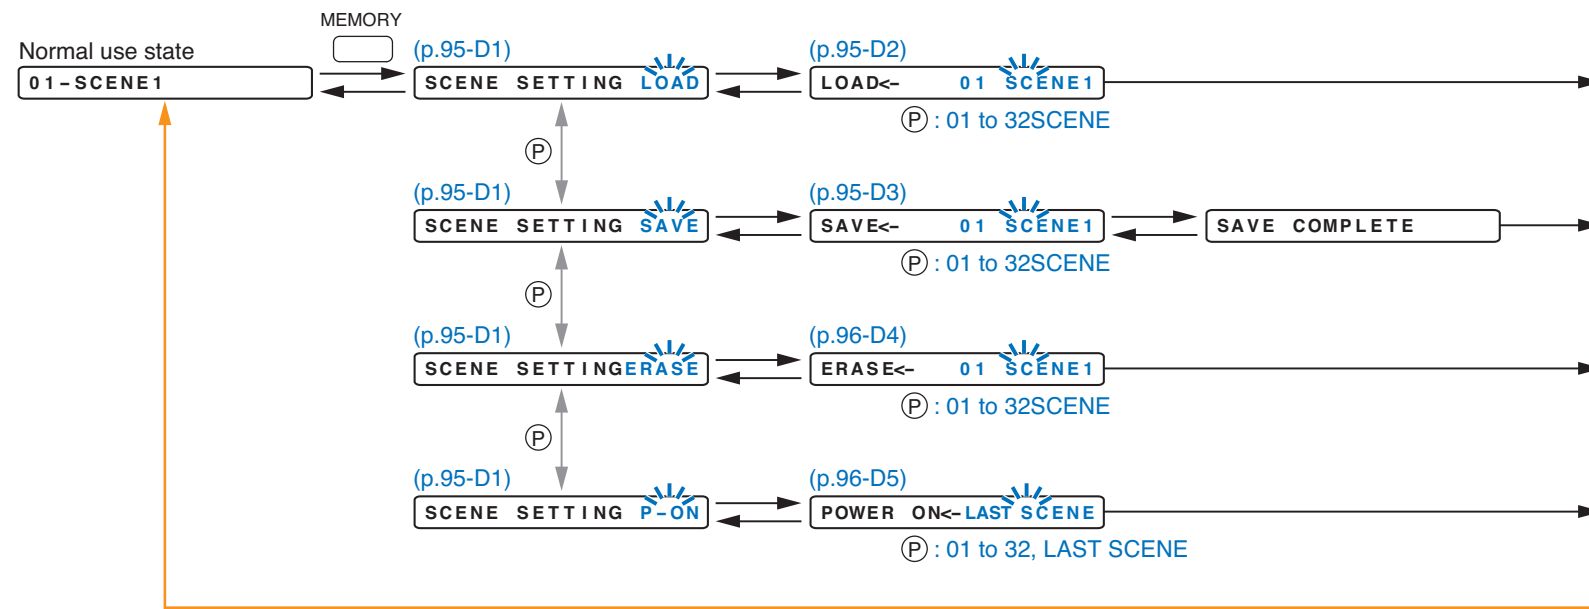 MEMORY
Normal use state
(p.95-D1)
(p.95-D2)
01-SCENE1
SCENE SETTING LOAD
LOAD<- 01 SCENE1
P : 01 to 32SCENE
P
(p.95-D1)
(p.95-D3)
SCENE SETTING SAVE
SAVE<- 01 SCENE1
SAVE COMPLETE
P : 01 to 32SCENE
P
(p.95-D1)
(p.96-D4)
SCENE SETTINGERASE
ERASE<- 01 SCENE1
P : 01 to 32SCENE
P
(p.95-D1)
(p.96-D5)
SCENE SETTING P-ON
POWER ON<-LAST SCENE
P : 01 to 32, LAST SCENE